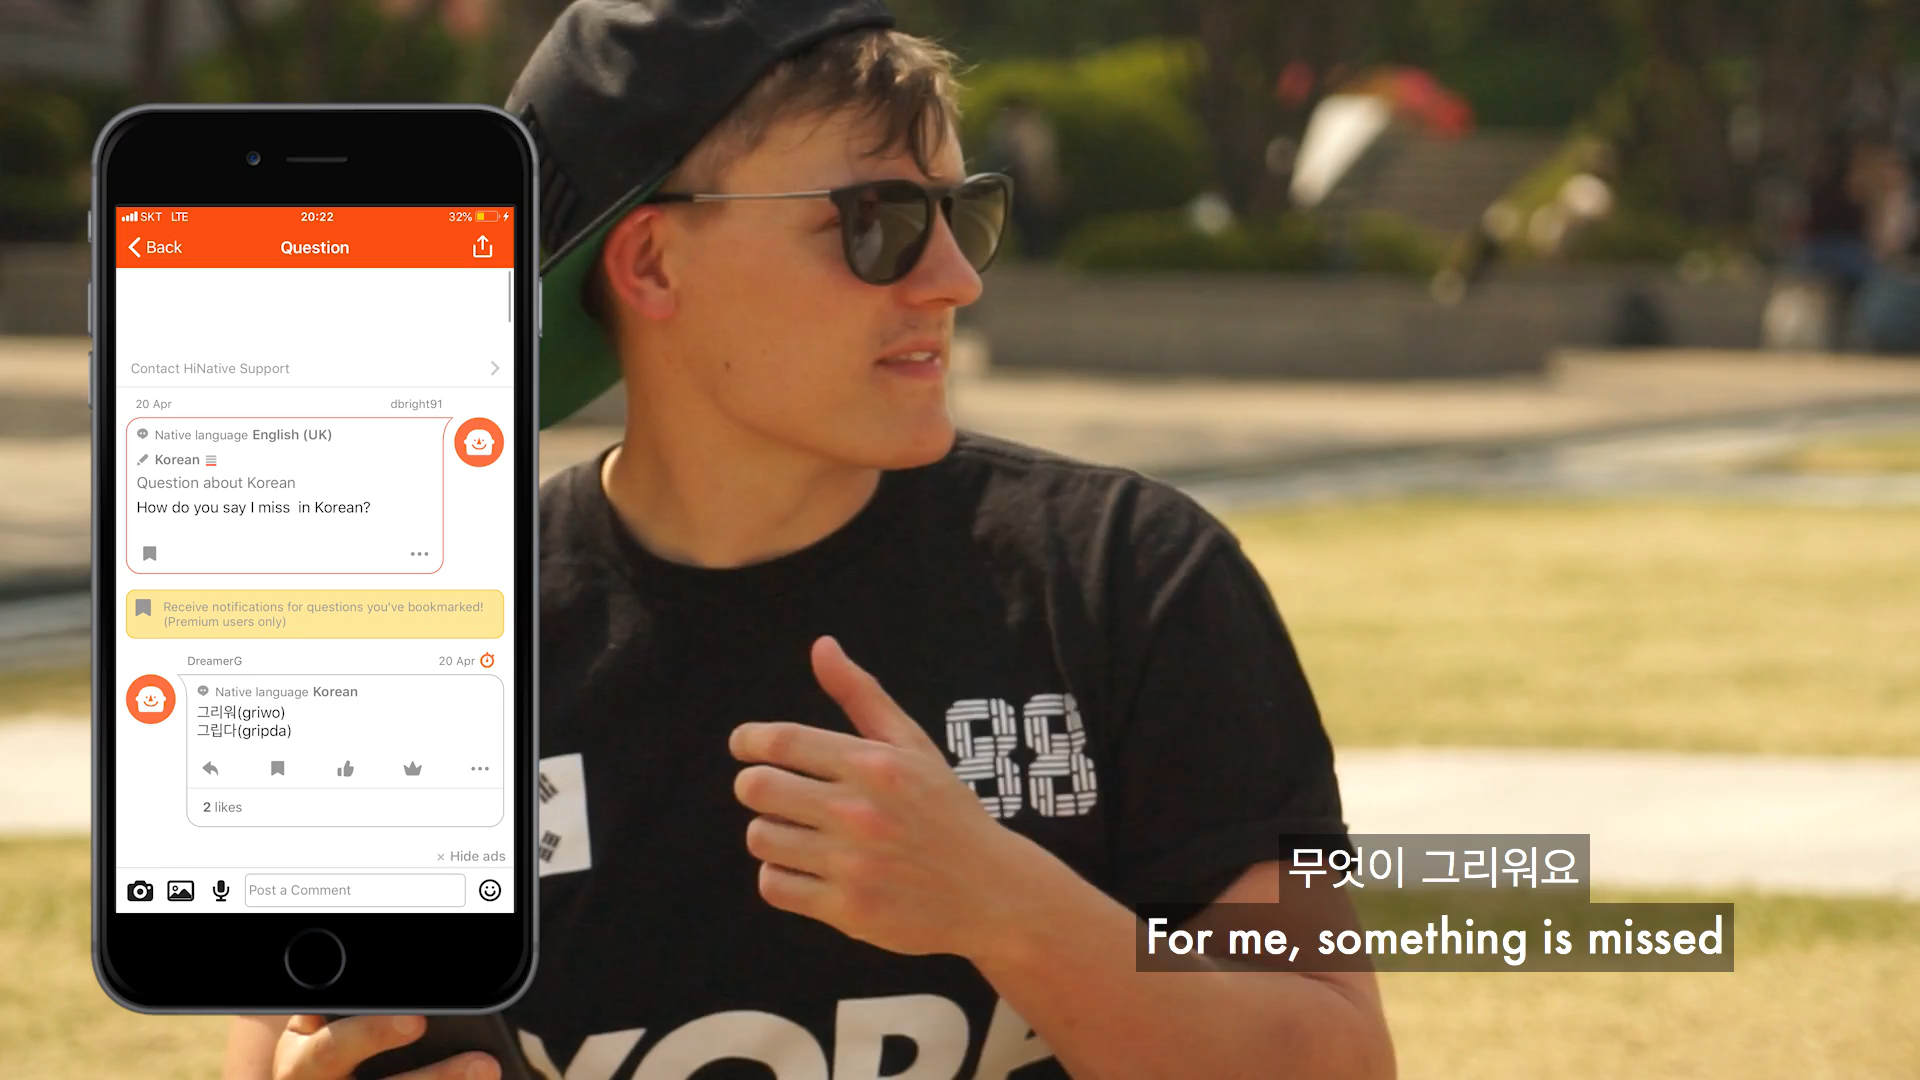 SKT LTE 20:22 32%
Back Question
Contact HiNative Support
20 Apr dbright91
Native language English (UK)
Korean
Question about Korean
How do you say I miss  in Korean?
Receive notifications for questions you've bookmarked!
(Premium users only)
DreamerG 20 Apr
Native language Korean
그리워(griwo)
그립다(gripda)
2 likes
× Hide ads
Post a Comment
88
무엇이 그리워요
For me, something is missed